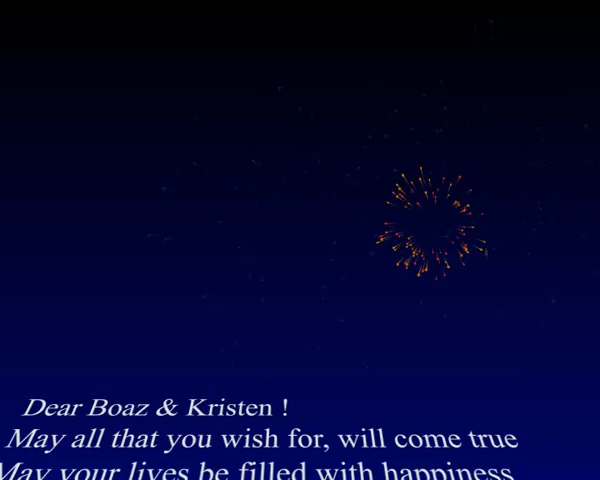 Dear Boaz & Kristen !
May all that you wish for, will come true
May your lives be filled with happiness